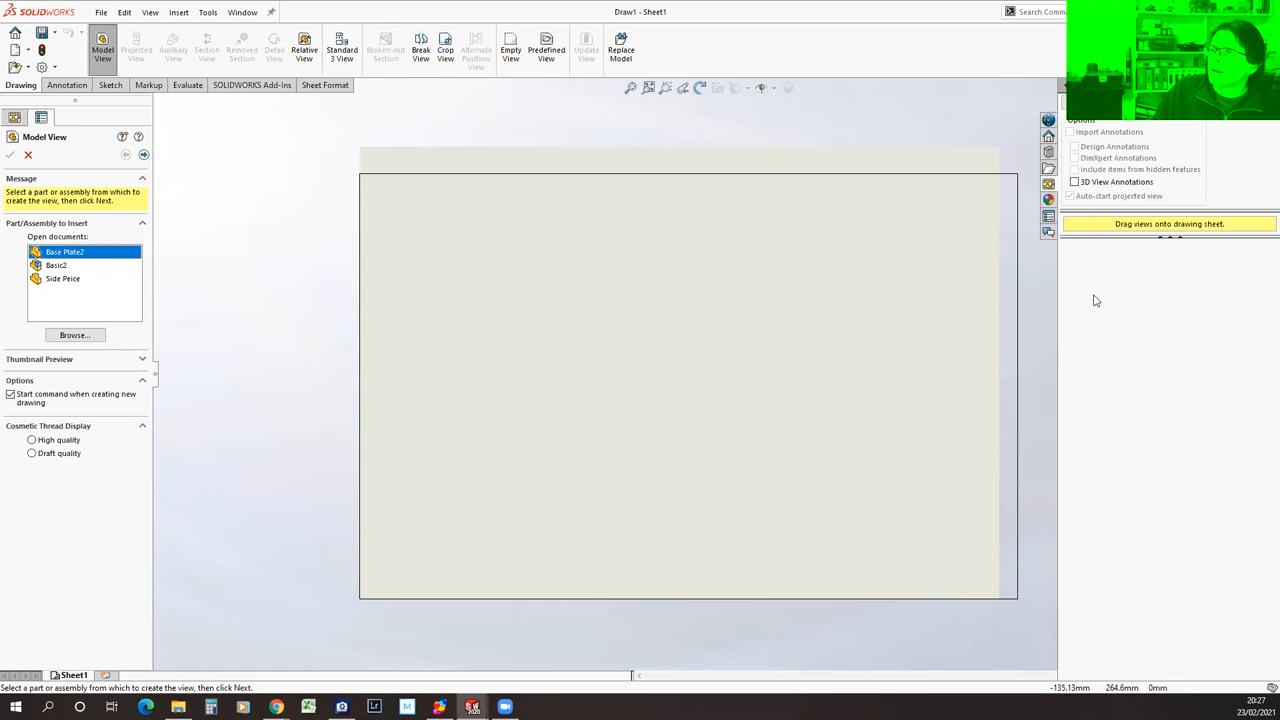 SOLIDWORKS
File
Edit
View
Insert
Tools
Window
Draw1 - Sheet1
Model View
Projected View
Auxiliary View
Section View
Removed Section
Detail View
Relative View
Standard 3 View
Broken-out Section
Break View
Crop View
Alternate Position View
Empty View
Predefined View
Update View
Replace Model
Drawing
Annotation
Sketch
Markup
Evaluate
SOLIDWORKS Add-Ins
Sheet Format
Model View
Message
Select a part or assembly from which to
create the view, then click Next.
Part/Assembly to Insert
Open documents:
Base Plate2
Basic2
Side Peice
Browse...
Thumbnail Preview
Options
Start command when creating new
drawing
Cosmetic Thread Display
High quality
Draft quality
Options
Import Annotations
Design Annotations
DimXpert Annotations
Include items from hidden features
3D View Annotations
Auto-start projected view
Drag views onto drawing sheet.
Sheet1
Select a part or assembly from which to create the view, then click Next.
-135.13mm
264.6mm
0mm
20:27
23/02/2021